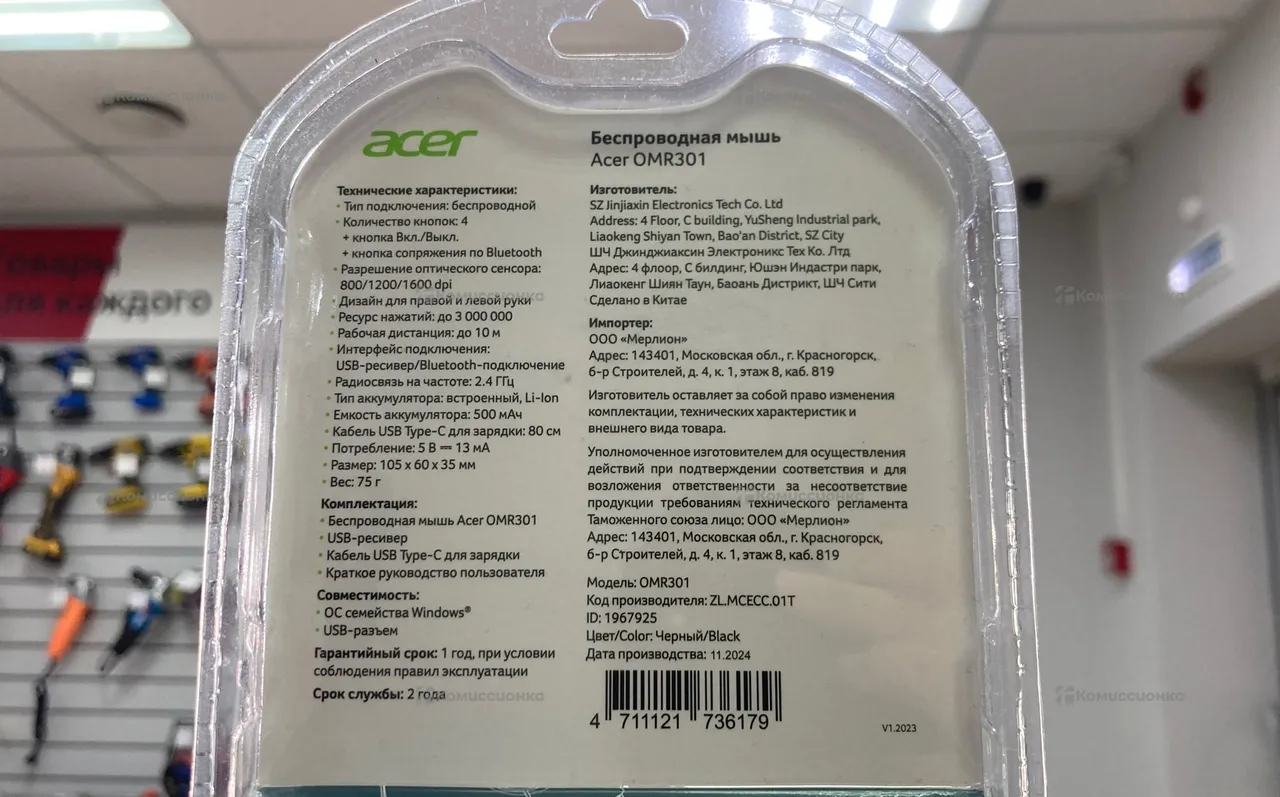 acer
Технические характеристики:
• Тип подключения: беспроводной
• Количество кнопок: 4
+ кнопка Вкл./Выкл.
+ кнопка сопряжения по Bluetooth
• Разрешение оптического сенсора:
800/1200/1600 dpi
• Дизайн для правой и левой руки
• Ресурс нажатий: до 3 000 000
• Рабочая дистанция: до 10 м
• Интерфейс подключения:
USB-ресивер/Bluetooth-подключение
• Радиосвязь на частоте: 2.4 ГГц
• Тип аккумулятора: встроенный, Li-Ion
• Емкость аккумулятора: 500 мАч
• Кабель USB Type-C для зарядки: 80 см
• Потребление: 5 В ⎓ 13 мА
• Размер: 105 x 60 x 35 мм
• Вес: 75 г
Комплектация:
• Беспроводная мышь Acer OMR301
• USB-ресивер
• Кабель USB Type-C для зарядки
• Краткое руководство пользователя
Совместимость:
• ОС семейства Windows®
• USB-разъем
Гарантийный срок: 1 год, при условии
соблюдения правил эксплуатации
Срок службы: 2 года
Беспроводная мышь
Acer OMR301
Изготовитель:
SZ Jinjiaxin Electronics Tech Co. Ltd
Address: 4 Floor, C building, YuSheng Industrial park,
Liaokeng Shiyan Town, Bao'an District, SZ City
ШЧ Джинджиаксин Электроникс Тех Ко. Лтд
Адрес: 4 флоор, С билдинг, Юшэн Индастри парк,
Лиаокенг Шиян Таун, Баоань Дистрикт, ШЧ Сити
Сделано в Китае
Импортер:
ООО «Мерлион»
Адрес: 143401, Московская обл., г. Красногорск,
б-р Строителей, д. 4, к. 1, этаж 8, каб. 819
Изготовитель оставляет за собой право изменения
комплектации, технических характеристик и
внешнего вида товара.
Уполномоченное изготовителем для осуществления
действий при подтверждении соответствия и для
возложения ответственности за несоответствие
продукции требованиям технического регламента
Таможенного союза лицо: ООО «Мерлион»
Адрес: 143401, Московская обл., г. Красногорск,
б-р Строителей, д. 4, к. 1, этаж 8, каб. 819
Модель: OMR301
Код производителя: ZL.MCECC.01T
ID: 1967925
Цвет/Color: Черный/Black
Дата производства: 11.2024
4 711121 736179
V1.2023
каждого
Комиссионка
Комиссионка
Комиссионка
Комиссионка
Комиссионка
Комиссионка